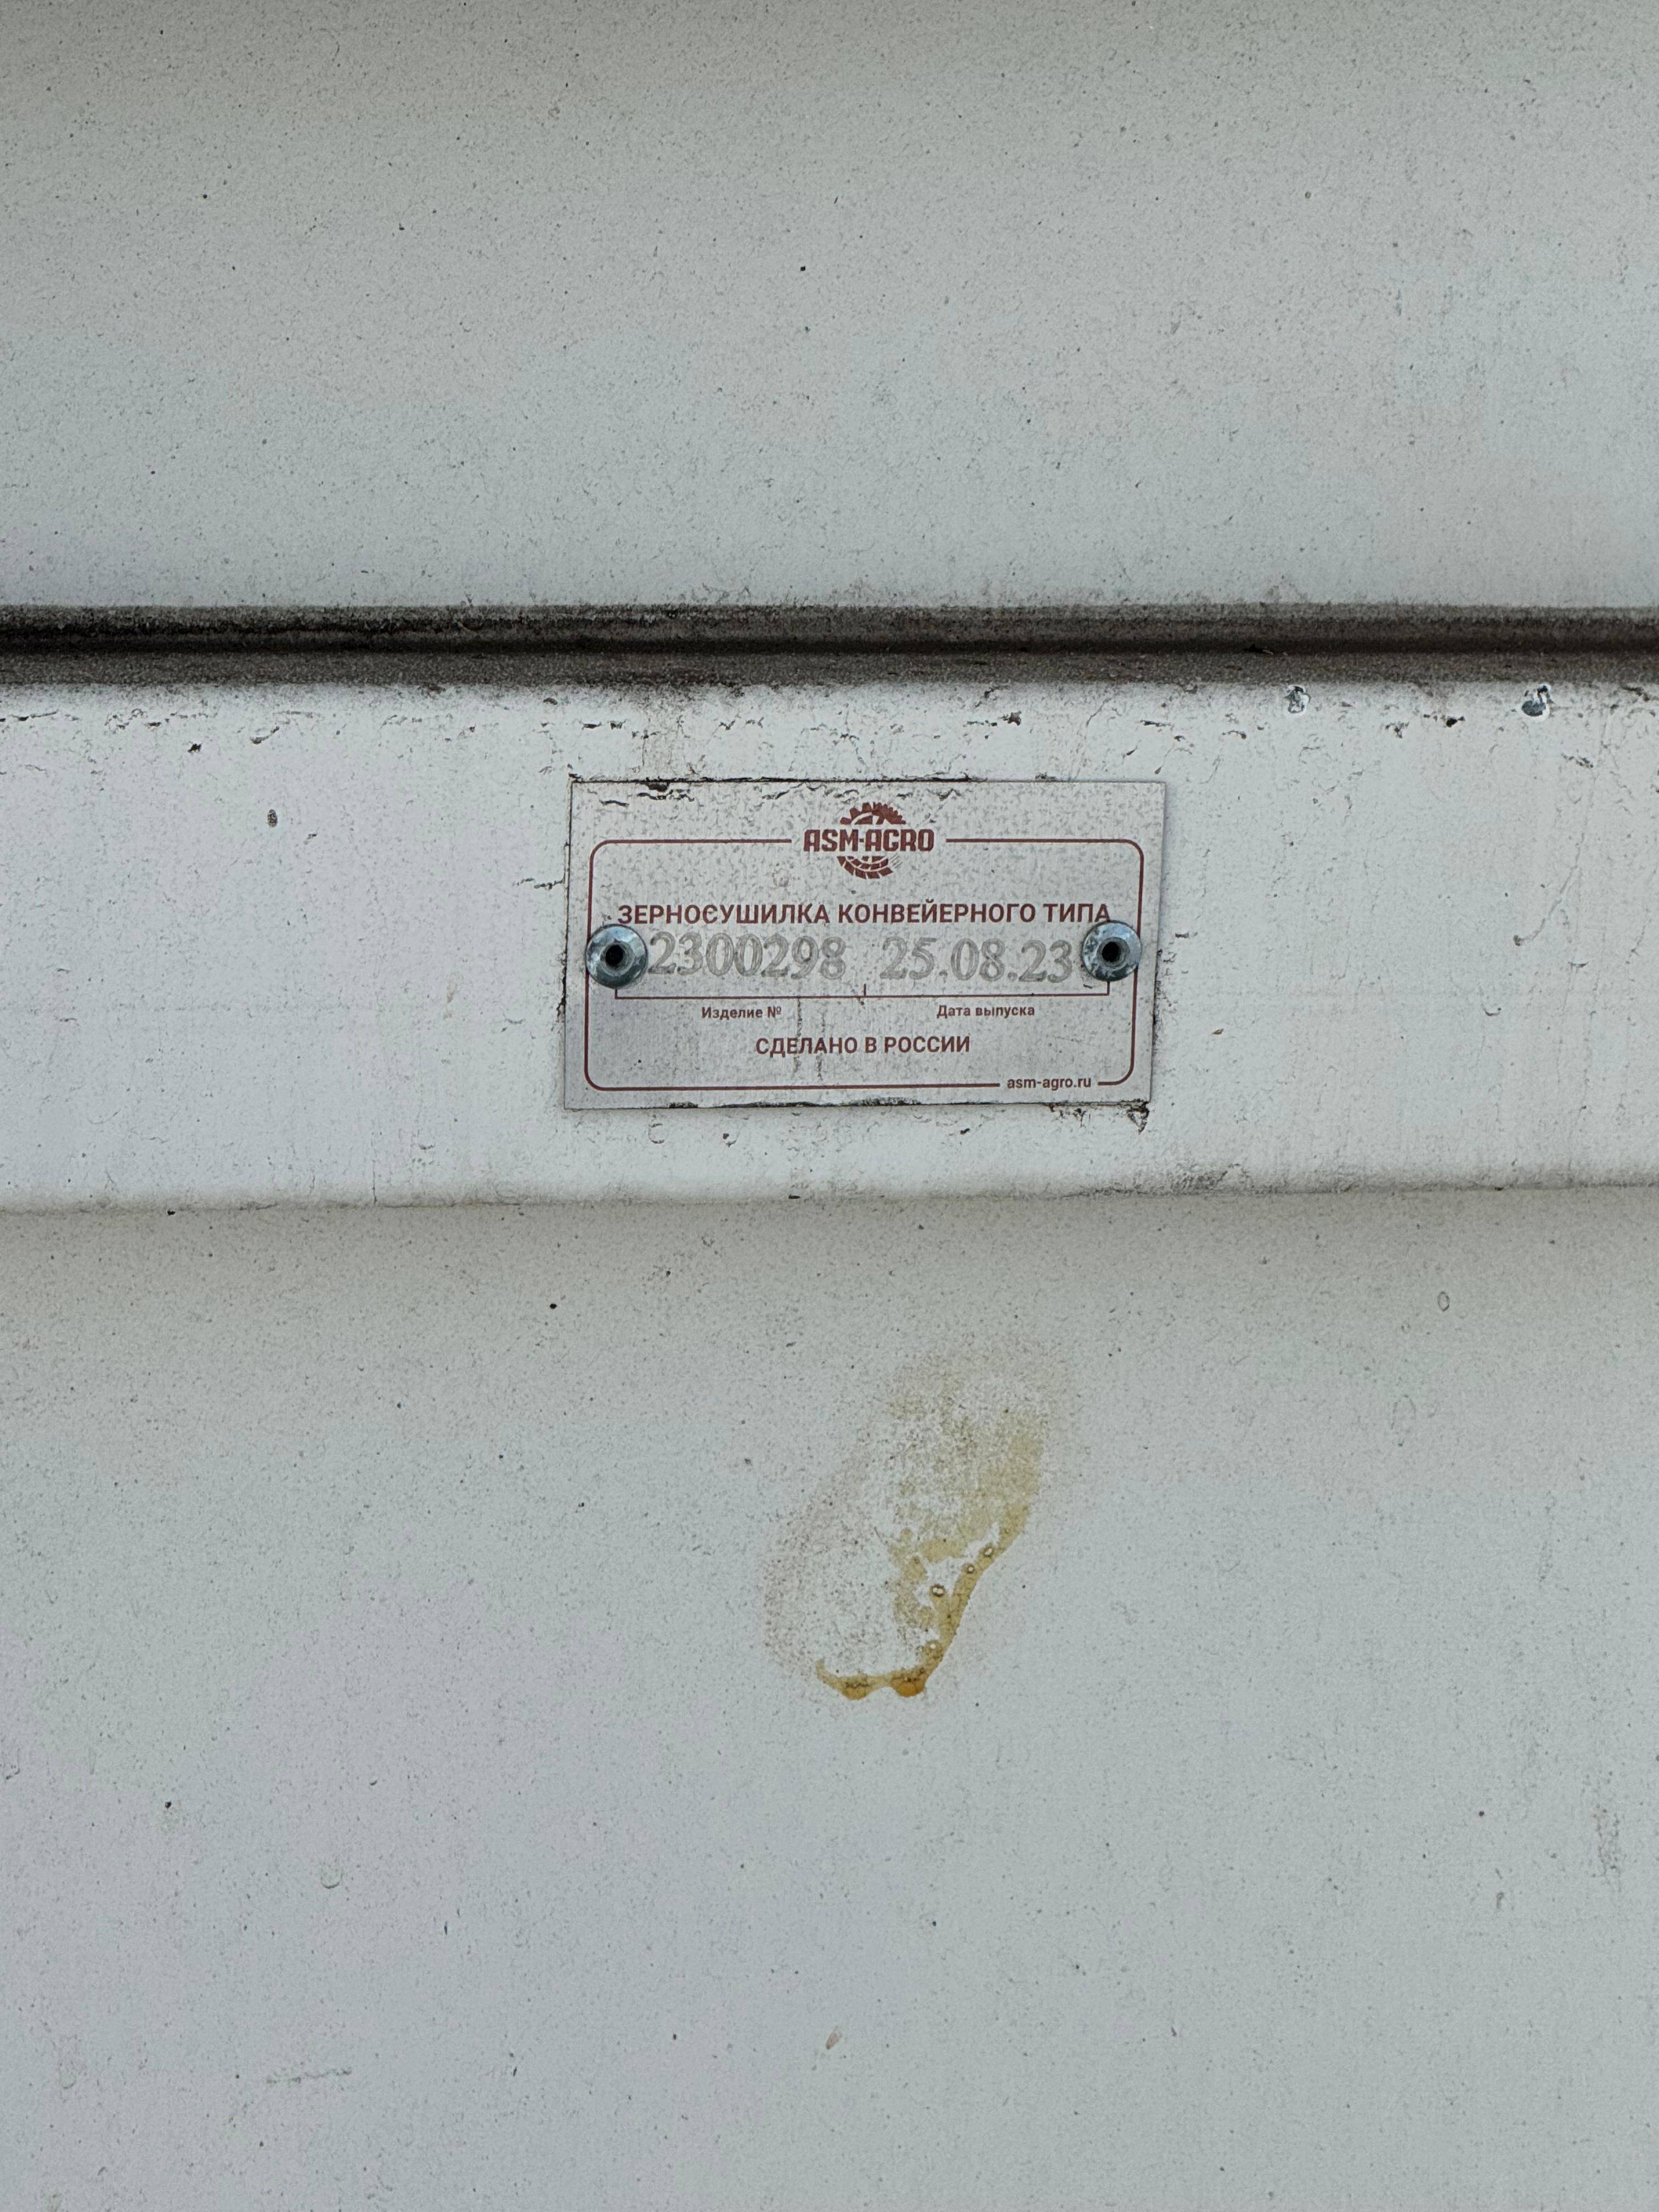 ASM-AGRO
ЗЕРНОСУШИЛКА КОНВЕЙЕРНОГО ТИПА
2300298 25.08.23
Изделие № Дата выпуска
СДЕЛАНО В РОССИИ
asm-agro.ru